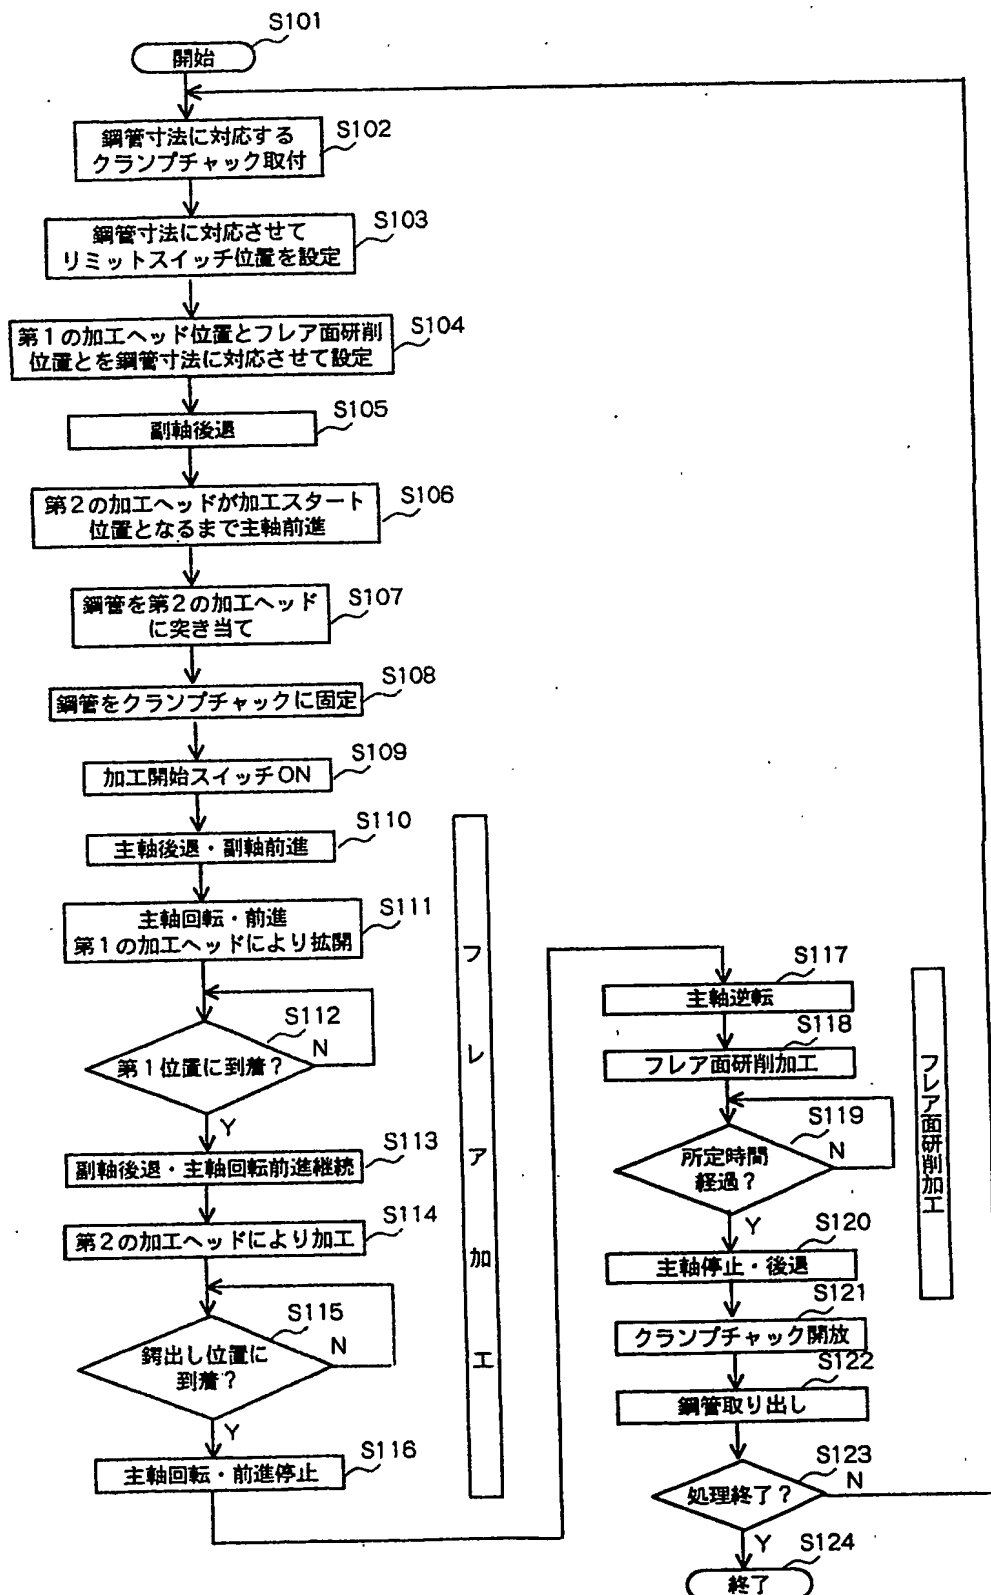 S101
開始
S102
鋼管寸法に対応する
クランプチャック取付
S103
鋼管寸法に対応させて
リミットスイッチ位置を設定
S104
第1の加工ヘッド位置とフレア面研削
位置とを鋼管寸法に対応させて設定
S105
副軸後退
S106
第2の加工ヘッドが加工スタート
位置となるまで主軸前進
S107
鋼管を第2の加工ヘッド
に突き当て
S108
鋼管をクランプチャックに固定
S109
加工開始スイッチON
S110
主軸後退・副軸前進
S111
主軸回転・前進
第1の加工ヘッドにより拡開
S112
第1位置に到着?
N
Y
S113
副軸後退・主軸回転前進継続
S114
第2の加工ヘッドにより加工
S115
鍔出し位置に
到着?
N
Y
S116
主軸回転・前進停止
フレア加工
S117
主軸逆転
S118
フレア面研削加工
S119
所定時間
経過?
N
Y
S120
主軸停止・後退
S121
クランプチャック開放
S122
鋼管取り出し
S123
処理終了?
N
Y
S124
終了
フレア面研削加工